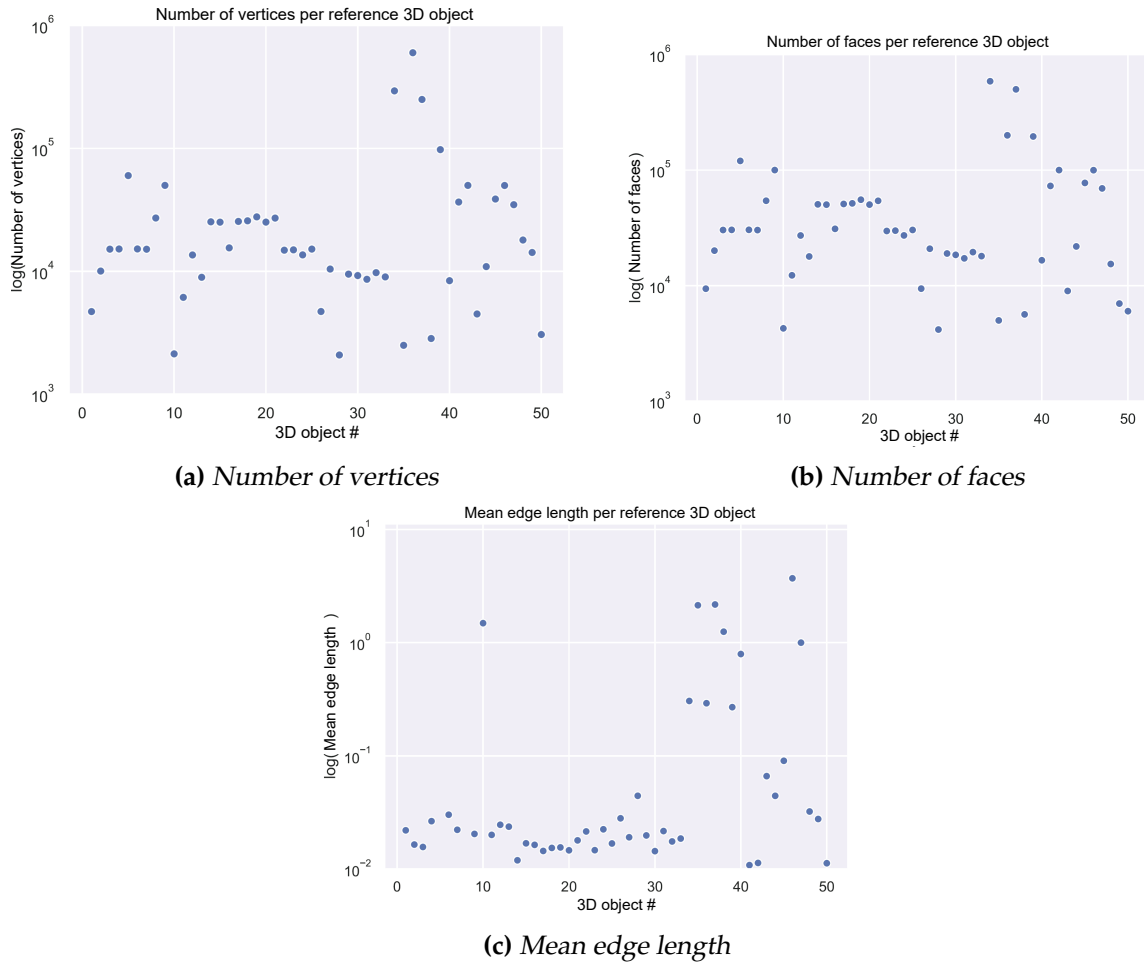 Number of vertices per reference 3D object
10^6
10^5
10^4
10^3
log(Number of vertices)
0 10 20 30 40 50
3D object #
(a) Number of vertices
Number of faces per reference 3D object
10^6
10^5
10^4
10^3
log( Number of faces )
0 10 20 30 40 50
3D object #
(b) Number of faces
Mean edge length per reference 3D object
10^1
10^0
10^−1
10^−2
log( Mean edge length )
0 10 20 30 40 50
3D object #
(c) Mean edge length